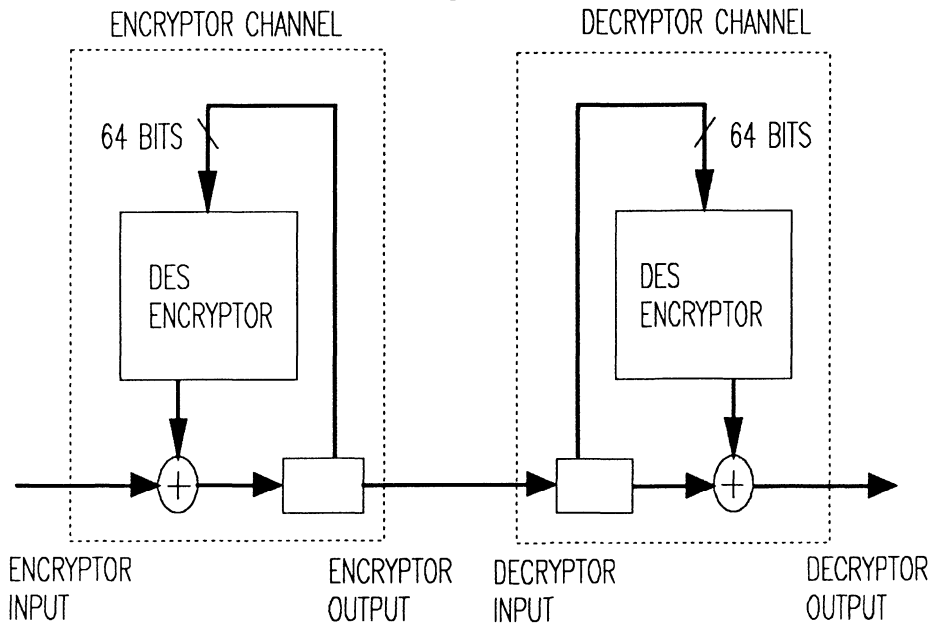 ENCRYPTOR CHANNEL
DECRYPTOR CHANNEL
64 BITS
64 BITS
DES
ENCRYPTOR
DES
ENCRYPTOR
+
+
ENCRYPTOR
INPUT
ENCRYPTOR
OUTPUT
DECRYPTOR
INPUT
DECRYPTOR
OUTPUT